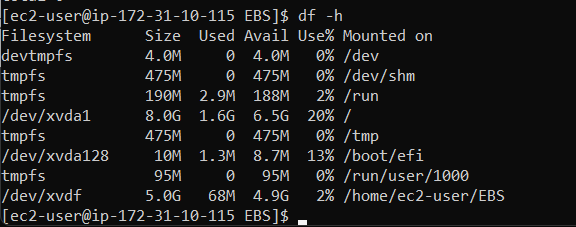 [ec2-user@ip-172-31-10-115 EBS]$ df -h
Filesystem      Size  Used Avail Use% Mounted on
devtmpfs        4.0M     0  4.0M   0% /dev
tmpfs           475M     0  475M   0% /dev/shm
tmpfs           190M  2.9M  188M   2% /run
/dev/xvda1      8.0G  1.6G  6.5G  20% /
tmpfs           475M     0  475M   0% /tmp
/dev/xvda128     10M  1.3M  8.7M  13% /boot/efi
tmpfs            95M     0   95M   0% /run/user/1000
/dev/xvdf       5.0G   68M  4.9G   2% /home/ec2-user/EBS
[ec2-user@ip-172-31-10-115 EBS]$